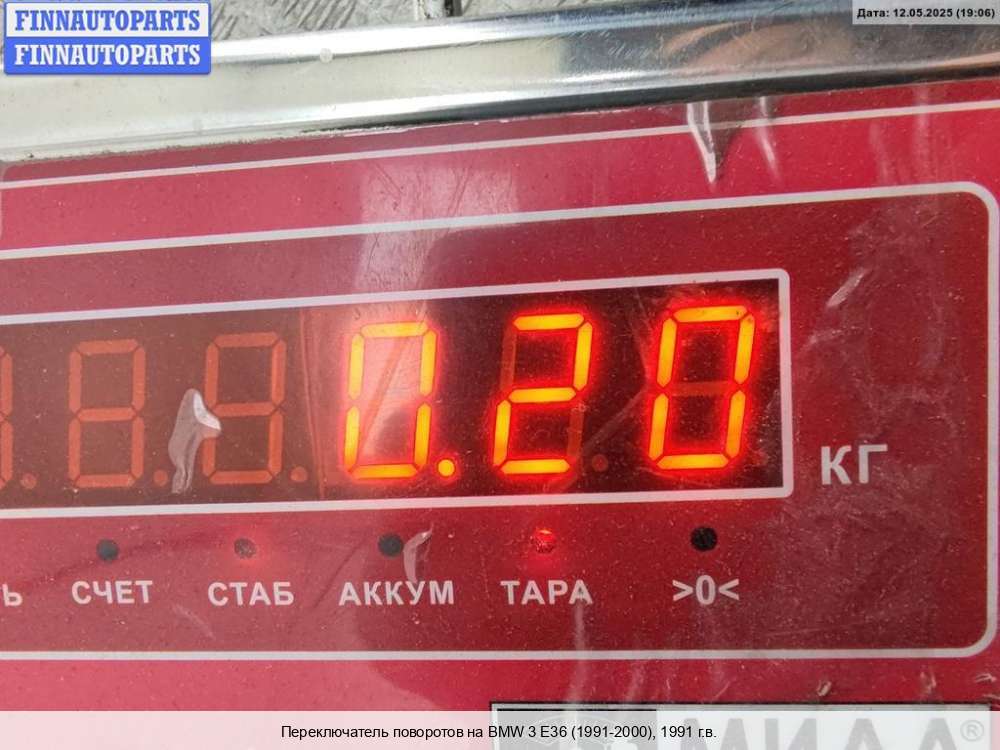 FINNAUTOPARTS
FINNAUTOPARTS
Дата: 12.05.2025 (19:06)
0.20
КГ
СЧЕТ СТАБ АККУМ ТАРА >0<
Переключатель поворотов на BMW 3 E36 (1991-2000), 1991 г.в.